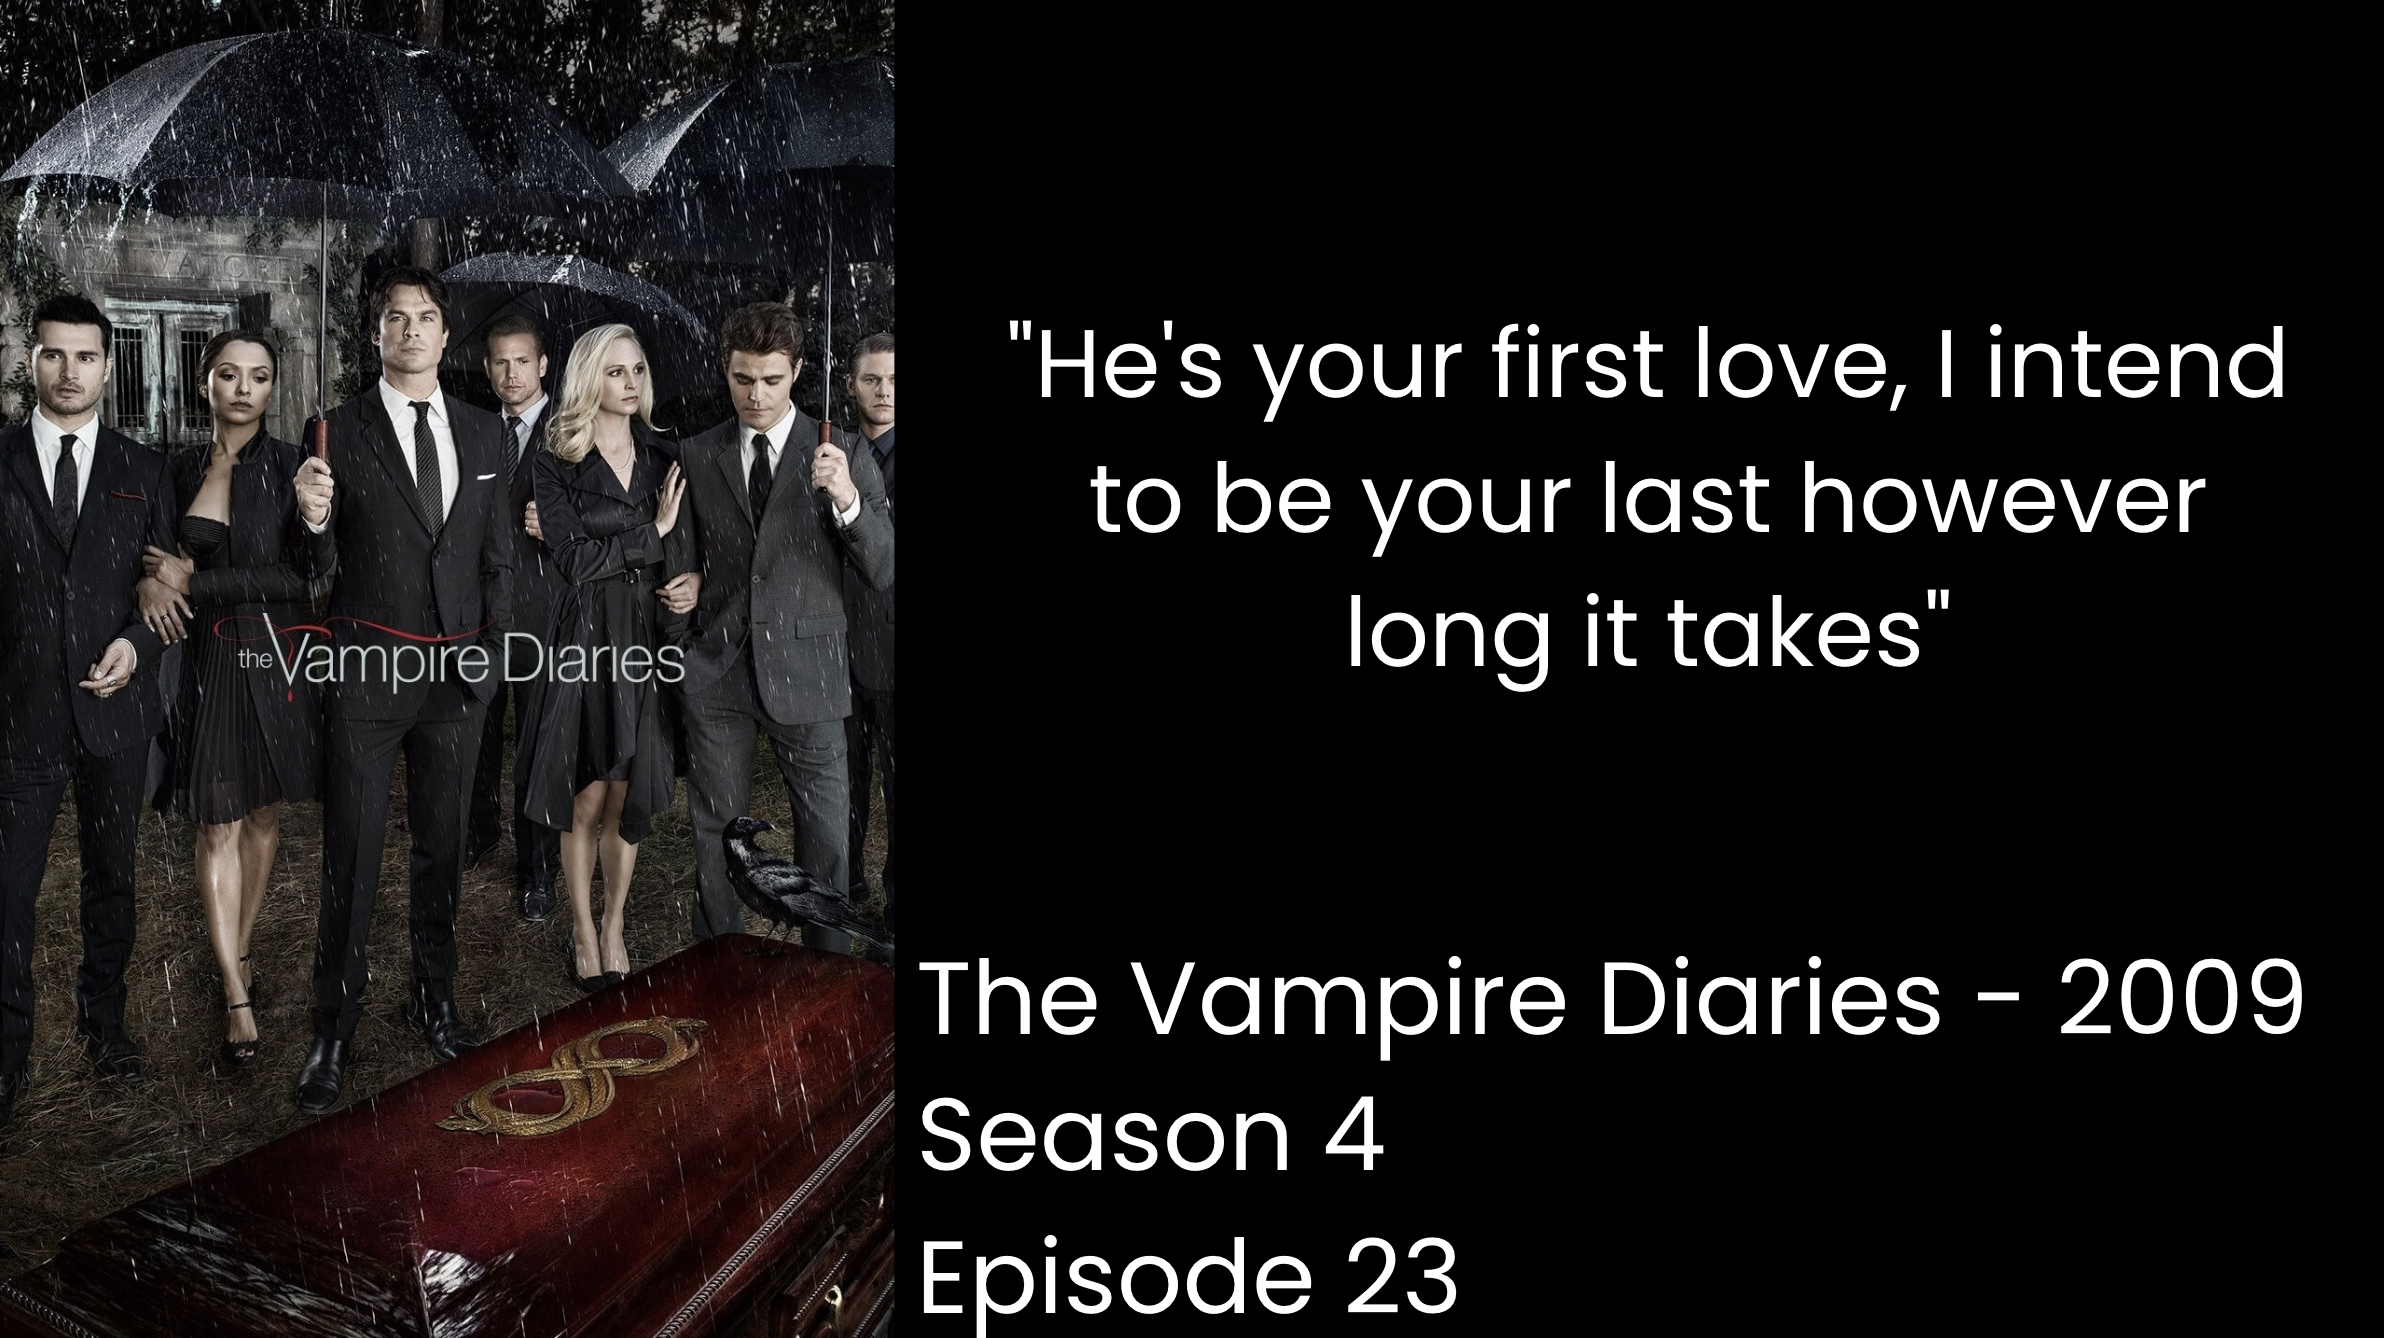 SALVATORE
the Vampire Diaries
"He's your first love, I intend
to be your last however
long it takes"
The Vampire Diaries - 2009
Season 4
Episode 23